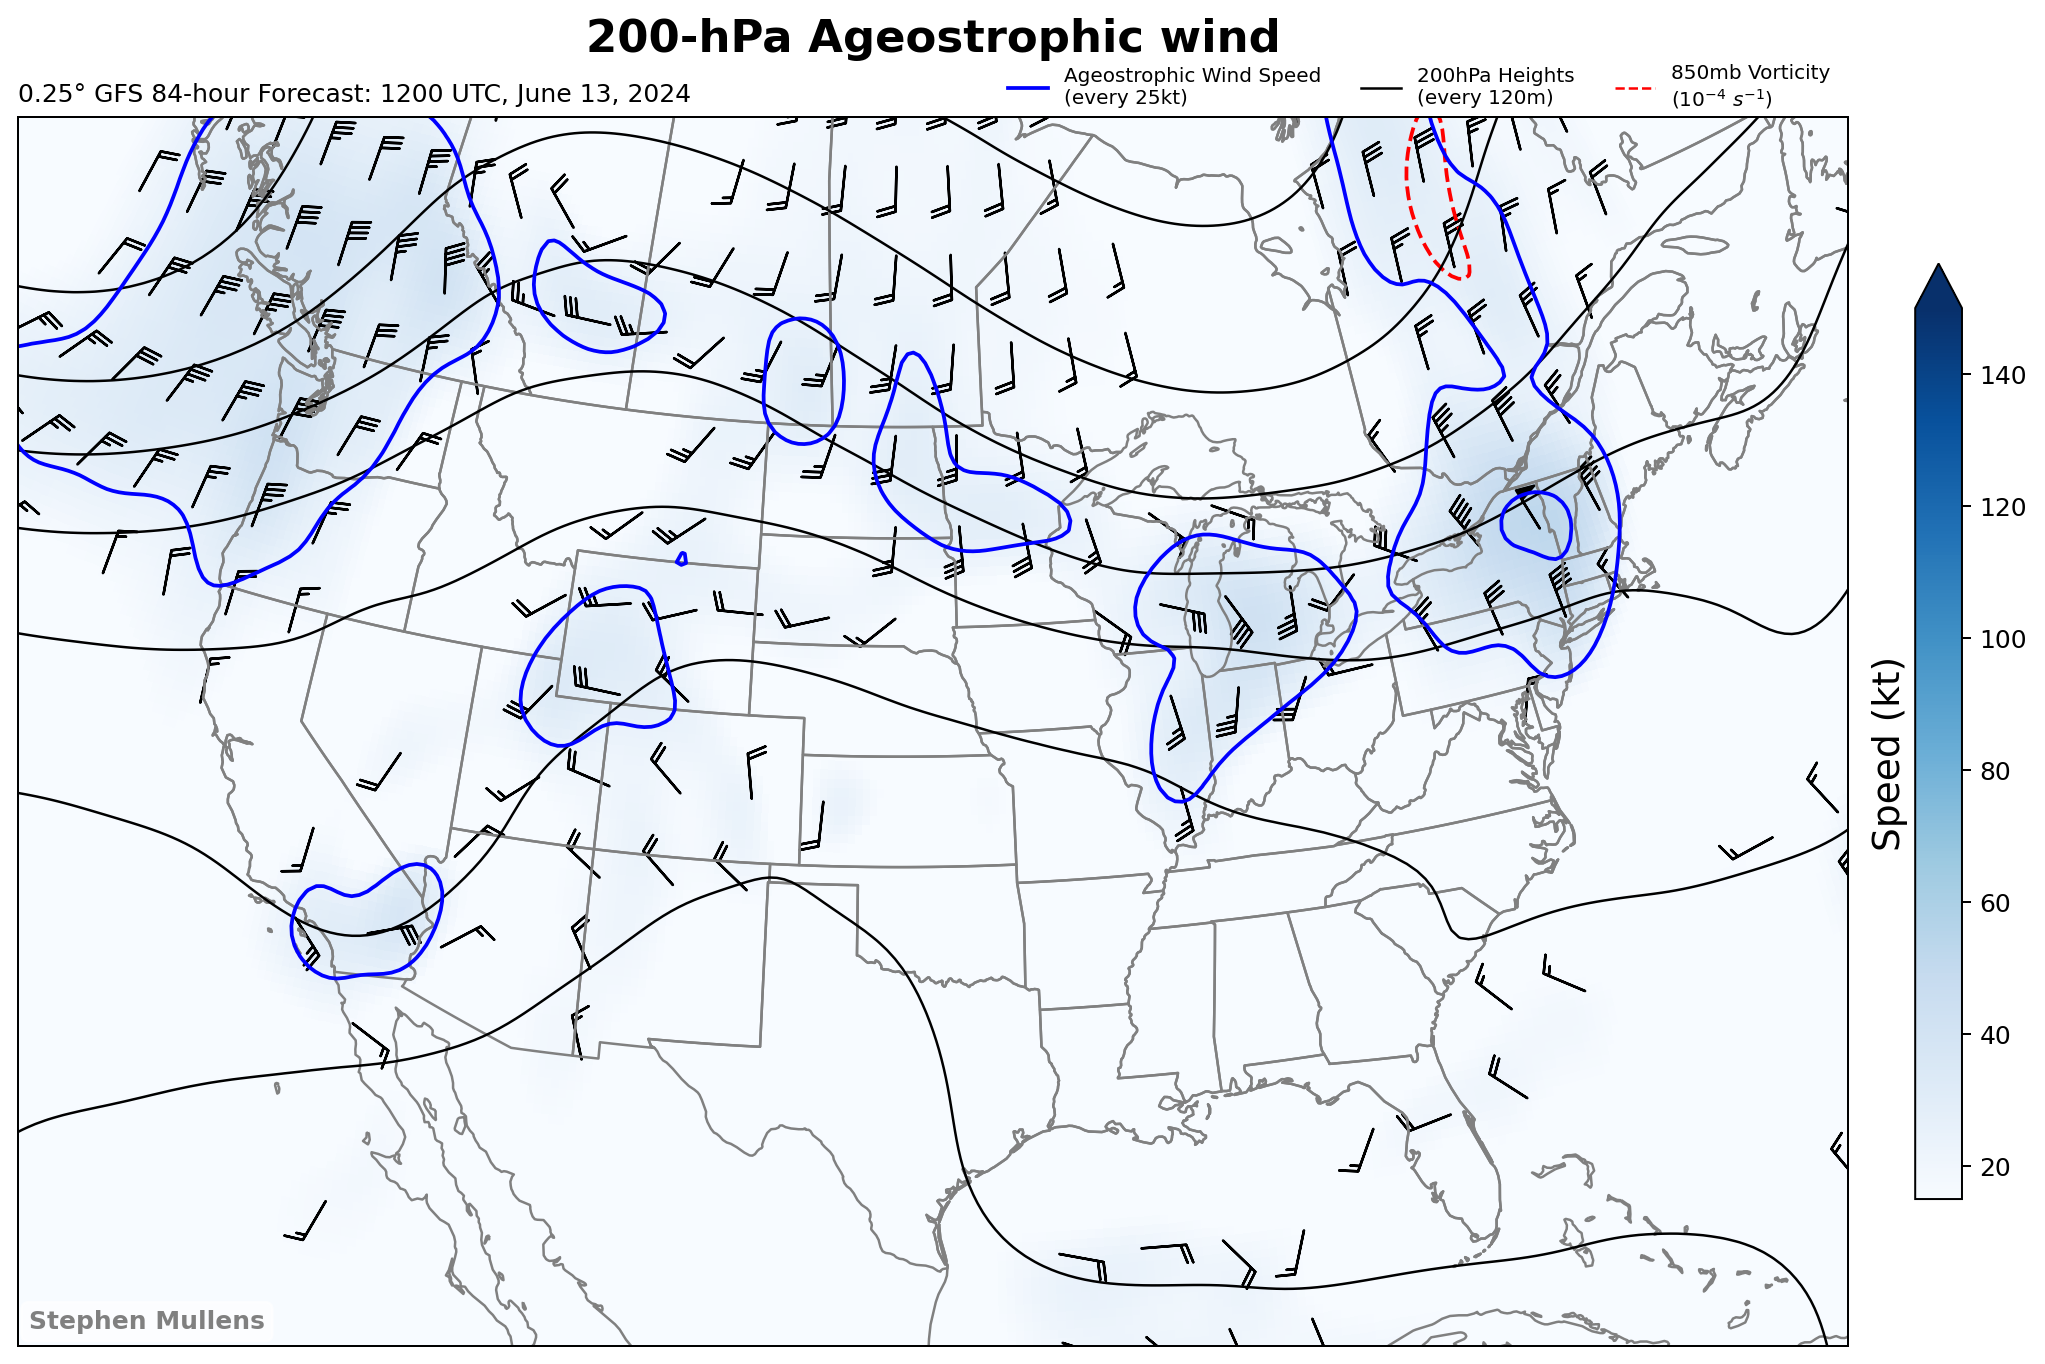 200-hPa Ageostrophic wind
0.25° GFS 84-hour Forecast: 1200 UTC, June 13, 2024
Ageostrophic Wind Speed
(every 25kt)
200hPa Heights
(every 120m)
850mb Vorticity
(10⁻⁴ s⁻¹)
140
120
100
80
60
40
20
Speed (kt)
Stephen Mullens